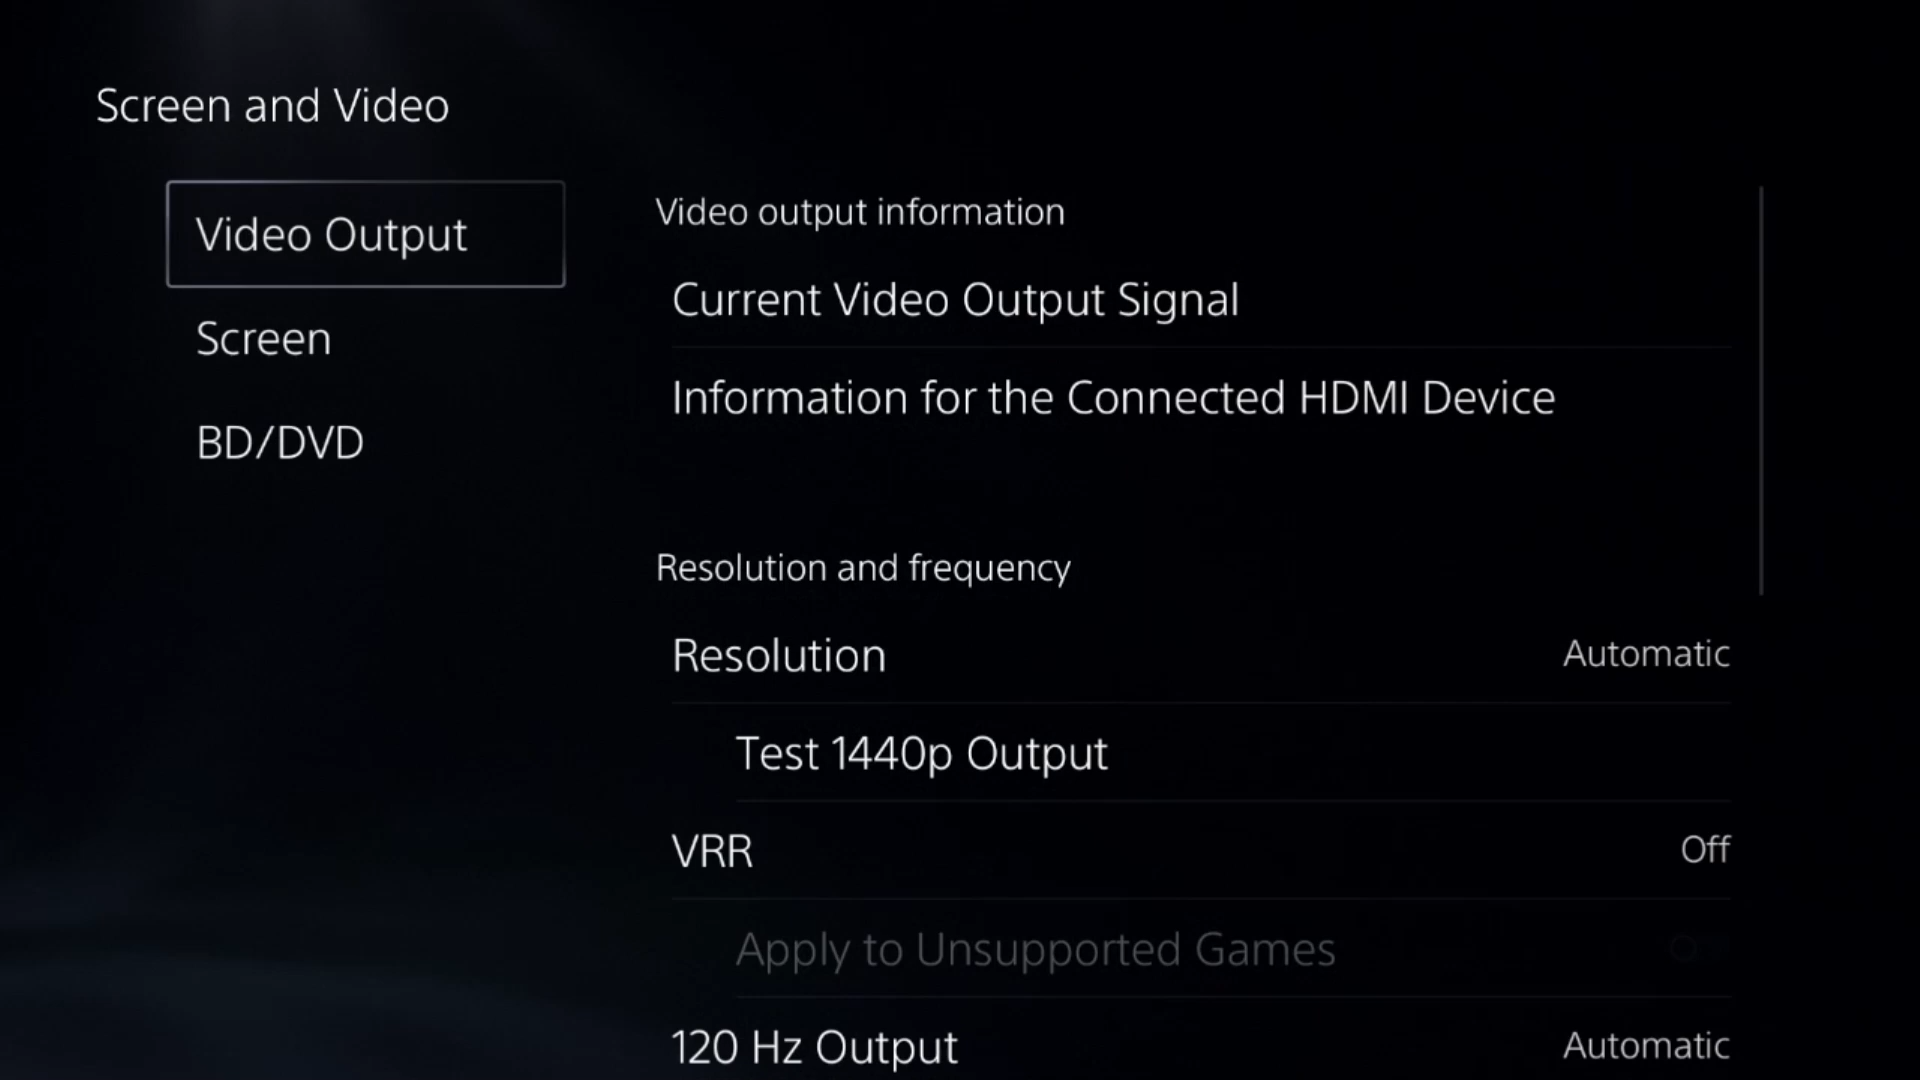 Screen and Video
Video Output
Screen
BD/DVD
Video output information
Current Video Output Signal
Information for the Connected HDMI Device
Resolution and frequency
Resolution Automatic
Test 1440p Output
VRR Off
Apply to Unsupported Games
120 Hz Output Automatic